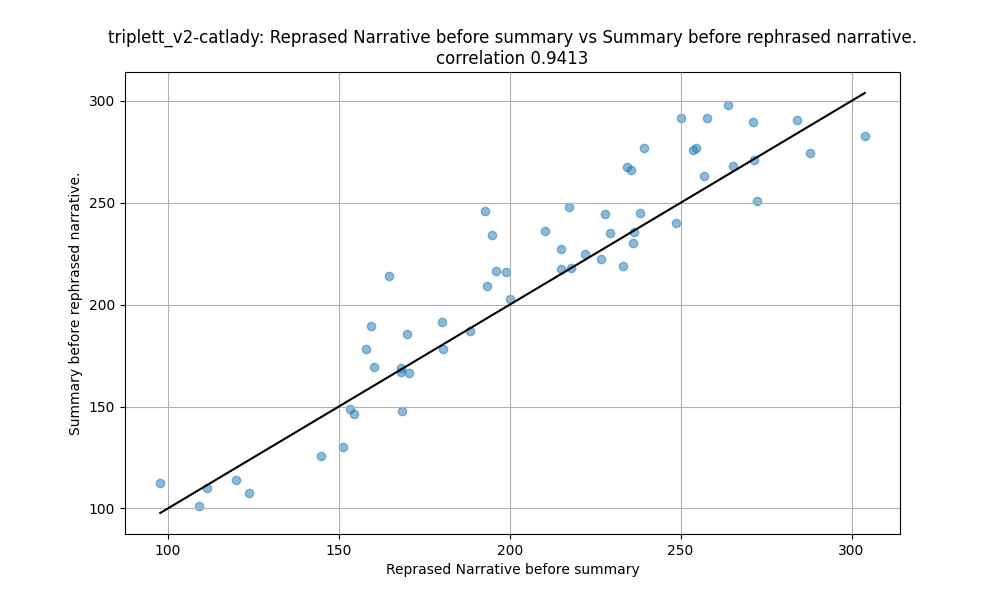 triplett_v2-catlady: Reprased Narrative before summary vs Summary before rephrased narrative.
correlation 0.9413
300
250
200
150
100
Summary before rephrased narrative.
100
150
200
250
300
Reprased Narrative before summary